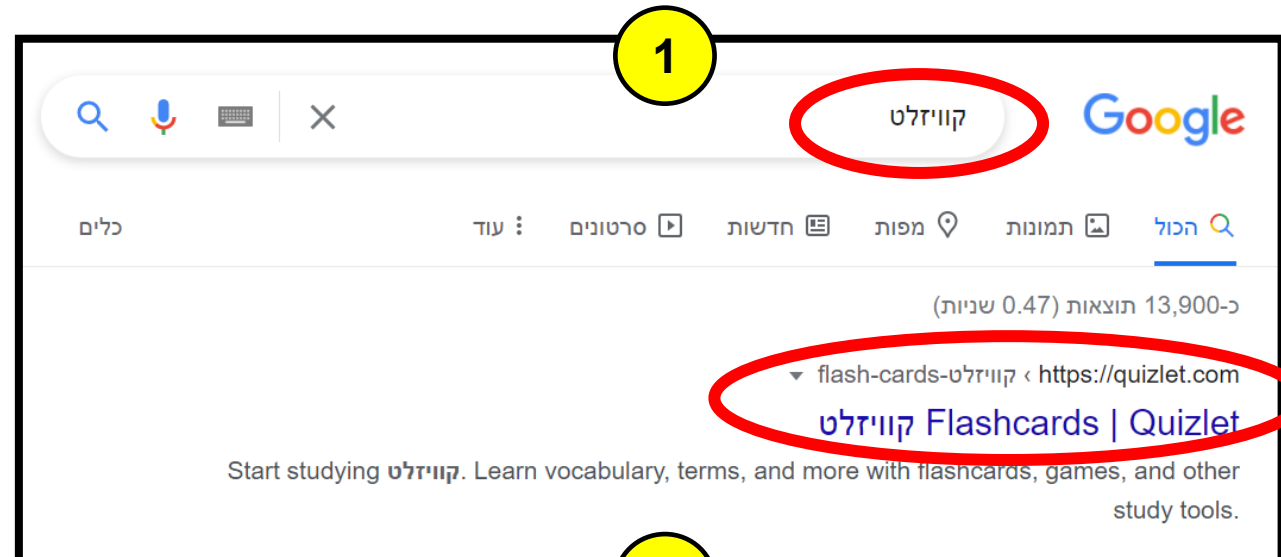 1
Google
קוויזלט
הכול תמונות מפות חדשות סרטונים עוד כלים
כ-13,900 תוצאות (0.47 שניות)
https://quizlet.com › קוויזלט-flash-cards
קוויזלט Flashcards | Quizlet
Start studying קוויזלט. Learn vocabulary, terms, and more with flashcards, games, and other
study tools.